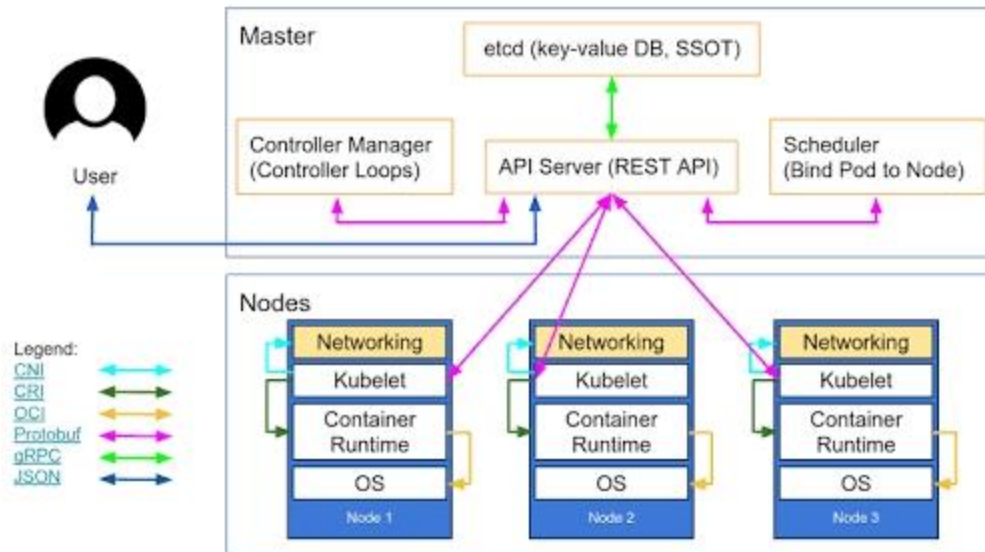 Master
etcd (key-value DB, SSOT)
Controller Manager
(Controller Loops)
API Server (REST API)
Scheduler
(Bind Pod to Node)
User
Nodes
Networking
Kubelet
Container
Runtime
OS
Node 1
Networking
Kubelet
Container
Runtime
OS
Node 2
Networking
Kubelet
Container
Runtime
OS
Node 3
Legend:
CNI
CRI
OCI
Protobuf
gRPC
JSON